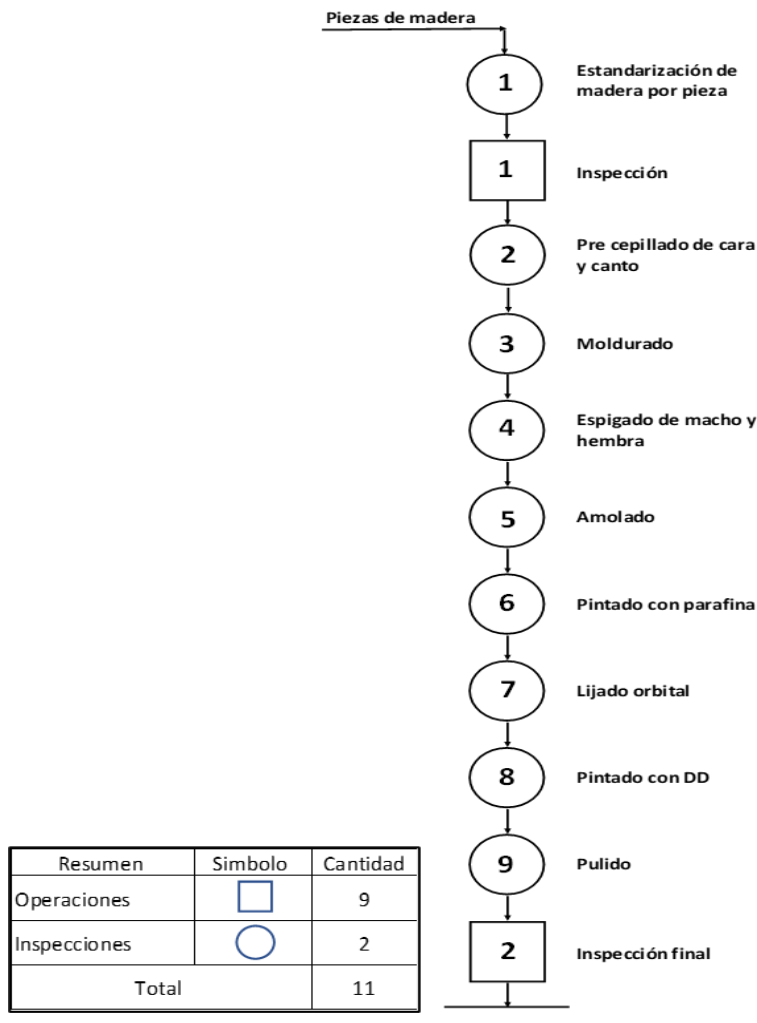 Piezas de madera
1
Estandarización de
madera por pieza
1
Inspección
2
Pre cepillado de cara
y canto
3
Moldurado
4
Espigado de macho y
hembra
5
Amolado
6
Pintado con parafina
7
Lijado orbital
8
Pintado con DD
9
Pulido
2
Inspección final
Resumen Simbolo Cantidad
Operaciones 9
Inspecciones 2
Total 11